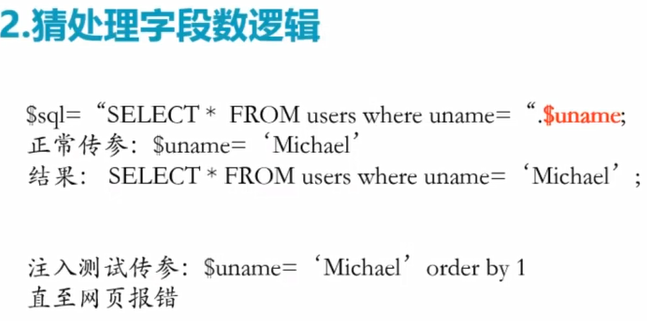 2.猜处理字段数逻辑
$sql= “SELECT * FROM users where uname= “.$uname;
正常传参：$uname= ‘Michael’
结果： SELECT * FROM users where uname= ‘Michael’ ;
注入测试传参：$uname= ‘Michael’ order by 1
直至网页报错